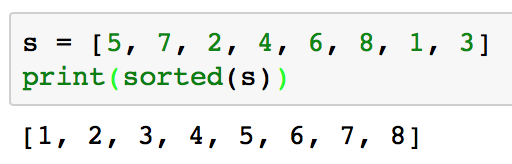 s = [5, 7, 2, 4, 6, 8, 1, 3]
print(sorted(s))
[1, 2, 3, 4, 5, 6, 7, 8]